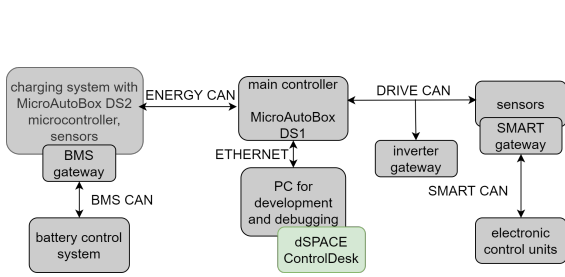 charging system with
MicroAutoBox DS2
microcontroller,
sensors
BMS
gateway
BMS CAN
battery control
system
ENERGY CAN
main controller
MicroAutoBox
DS1
ETHERNET
PC for
development
and debugging
dSPACE
ControlDesk
DRIVE CAN
inverter
gateway
sensors
SMART
gateway
SMART CAN
electronic
control units